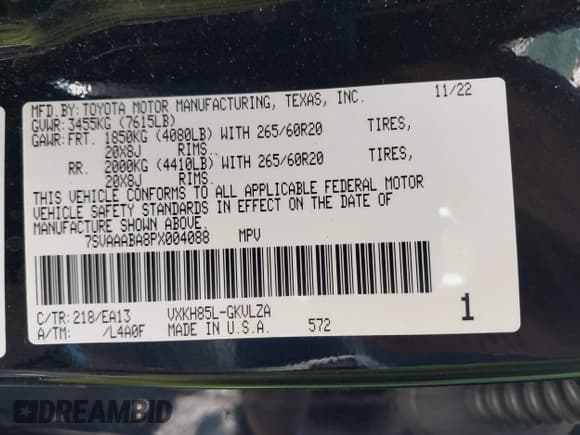 MFD.BY:TOYOTA MOTOR MANUFACTURING, TEXAS, INC. 11/22
GVWR:3455KG (7615LB)
GAWR:FRT. 1850KG (4080LB) WITH 265/60R20 TIRES,
20X8J RIMS.
RR. 2000KG (4410LB) WITH 265/60R20 TIRES,
20X8J RIMS.
THIS VEHICLE CONFORMS TO ALL APPLICABLE FEDERAL MOTOR
VEHICLE SAFETY STANDARDS IN EFFECT ON THE DATE OF
MANUFACTURE SHOWN ABOVE.
7SVAAABA8PX004088 MPV
C/TR:218/EA13 VXKH85L-GKVLZA
A/TM: /L4A0F MADE IN U.S.A. 572 1
DREAMBID